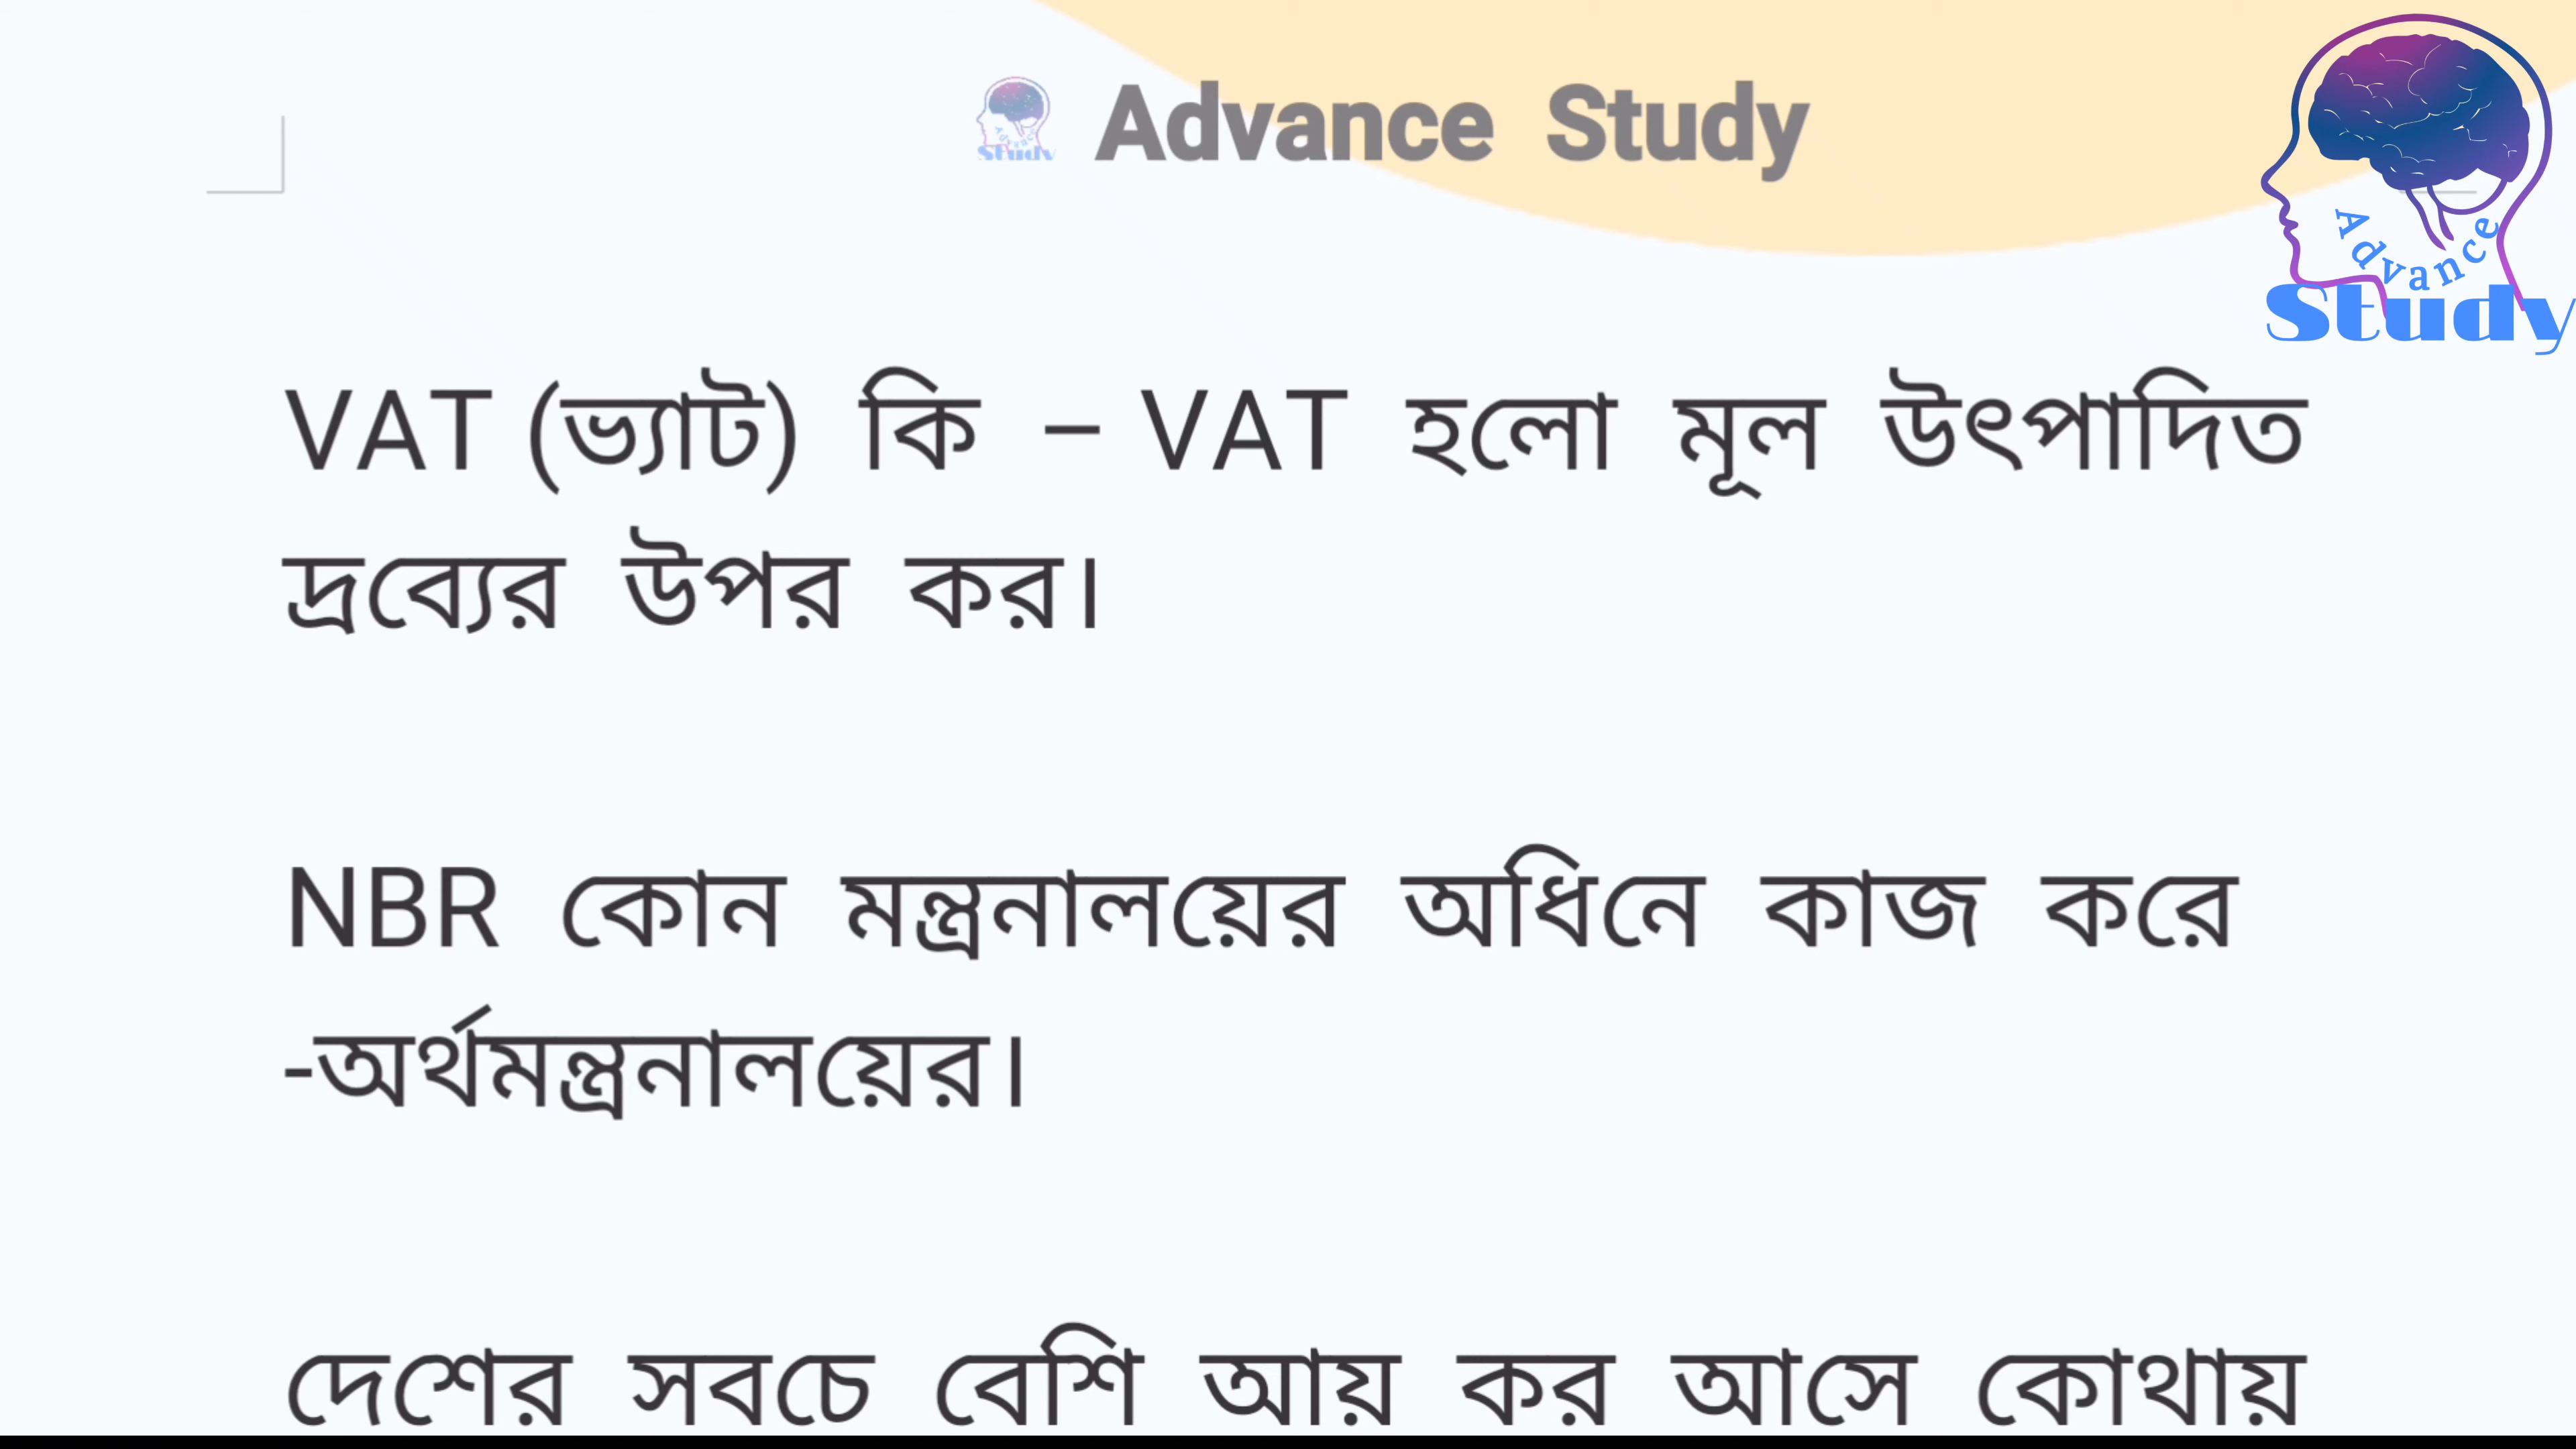 Advance Study
Advance
Study
VAT (ভ্যাট) কি – VAT হলো মূল উৎপাদিত
দ্রব্যের উপর কর।
NBR কোন মন্ত্রনালয়ের অধিনে কাজ করে
-অর্থমন্ত্রনালয়ের।
দেশের সবচে বেশি আয় কর আসে কোথায়